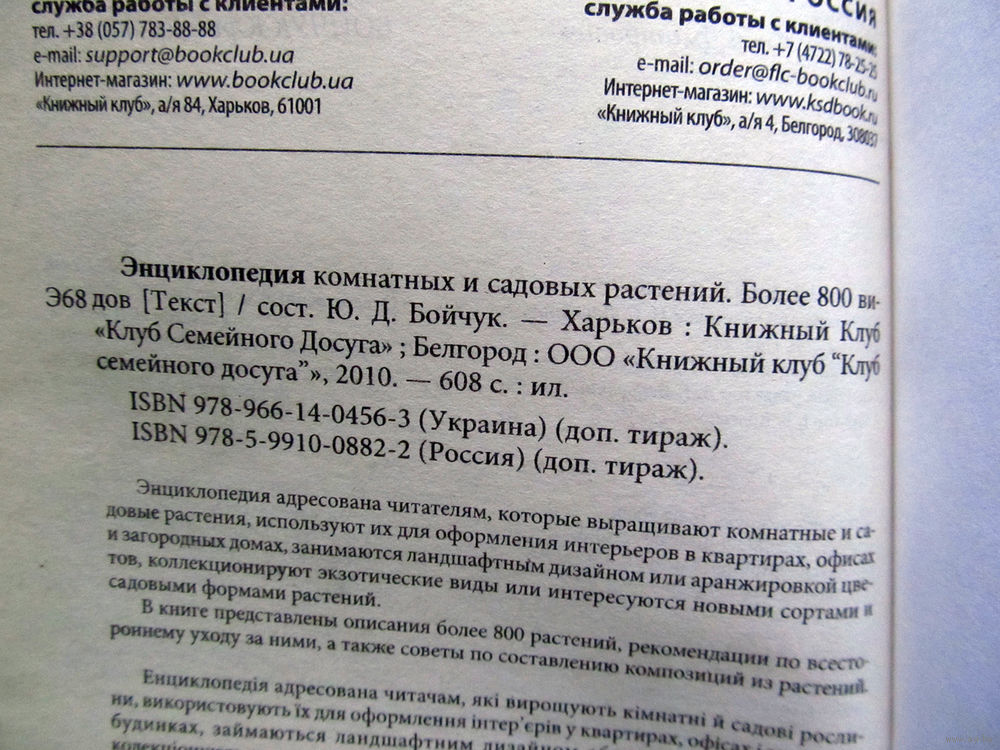 служба работы с клиентами:
тел. +38 (057) 783-88-88
e-mail: support@bookclub.ua
Интернет-магазин: www.bookclub.ua
«Книжный клуб», а/я 84, Харьков, 61001
РОССИЯ
служба работы с клиентами:
тел. +7 (4722) 78-25-25
e-mail: order@flc-bookclub.ru
Интернет-магазин: www.ksdbook.ru
«Книжный клуб», а/я 4, Белгород, 308037
Энциклопедия комнатных и садовых растений. Более 800 ви-
Э68 дов [Текст] / сост. Ю. Д. Бойчук. — Харьков : Книжный Клуб
«Клуб Семейного Досуга» ; Белгород : ООО «Книжный клуб “Клуб
семейного досуга”», 2010. — 608 с. : ил.
ISBN 978-966-14-0456-3 (Украина) (доп. тираж).
ISBN 978-5-9910-0882-2 (Россия) (доп. тираж).
Энциклопедия адресована читателям, которые выращивают комнатные и са-
довые растения, используют их для оформления интерьеров в квартирах, офисах
и загородных домах, занимаются ландшафтным дизайном или аранжировкой цве-
тов, коллекционируют экзотические виды или интересуются новыми сортами и
садовыми формами растений.
В книге представлены описания более 800 растений, рекомендации по всесто-
роннему уходу за ними, а также советы по составлению композиций из растений.
Енциклопедія адресована читачам, які вирощують кімнатні й садові росли-
ни, використовують їх для оформлення інтер’єрів у квартирах, офісах і
будинках, займаються ландшафтним дизайном